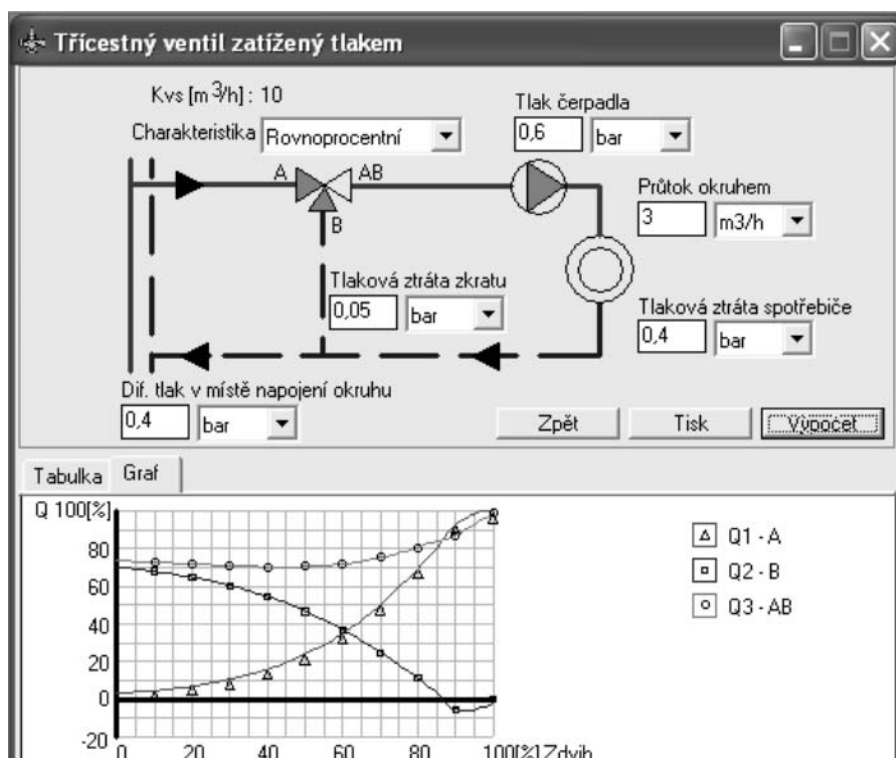 Třícestný ventil zatížený tlakem
Kvs [m3/h] : 10
Tlak čerpadla
0,6 bar
Charakteristika Rovnoprocentní
A AB
B
Průtok okruhem
3 m3/h
Tlaková ztráta zkratu
0,05 bar
Tlaková ztráta spotřebiče
0,4 bar
Dif. tlak v místě napojení okruhu
0,4 bar
Zpět Tisk Výpočet
Tabulka Graf
Q 100[%]
80
60
40
20
0
-20
0 20 40 60 80 100[%] Zdvih
Q1 - A
Q2 - B
Q3 - AB